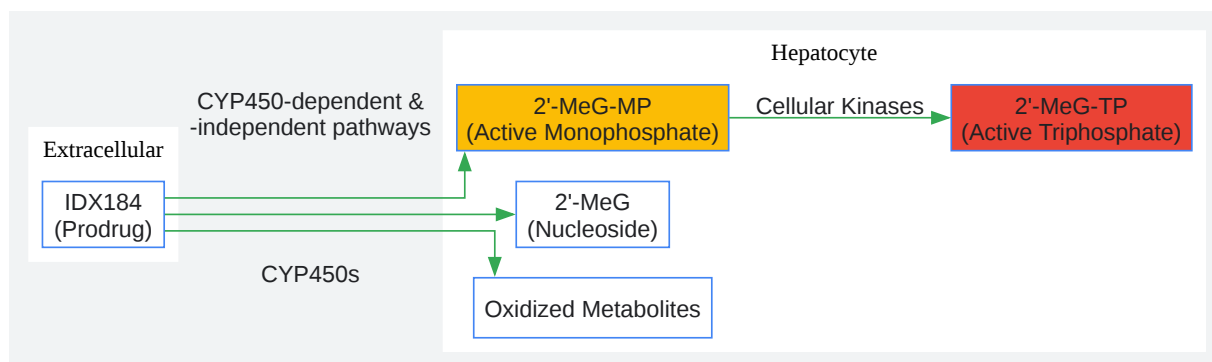 Hepatocyte
CYP450-dependent &
-independent pathways
2'-MeG-MP
(Active Monophosphate)
Cellular Kinases
2'-MeG-TP
(Active Triphosphate)
Extracellular
IDX184
(Prodrug)
2'-MeG
(Nucleoside)
CYP450s
Oxidized Metabolites